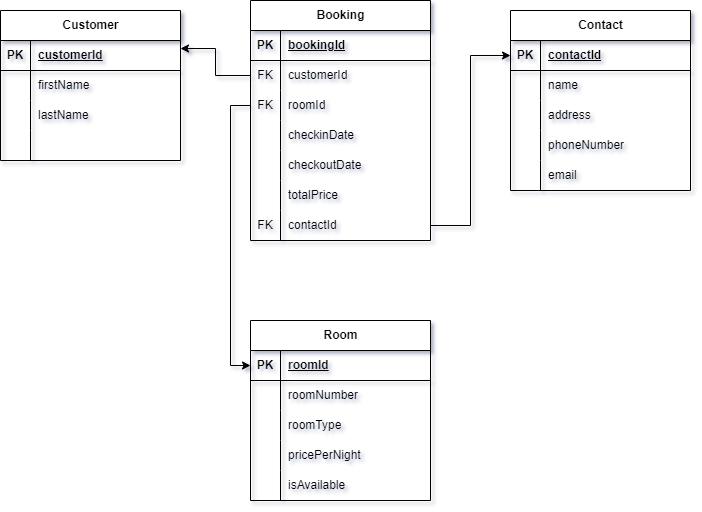 Customer
PK customerId
firstName
lastName
Booking
PK bookingId
FK customerId
FK roomId
checkinDate
checkoutDate
totalPrice
FK contactId
Contact
PK contactId
name
address
phoneNumber
email
Room
PK roomId
roomNumber
roomType
pricePerNight
isAvailable